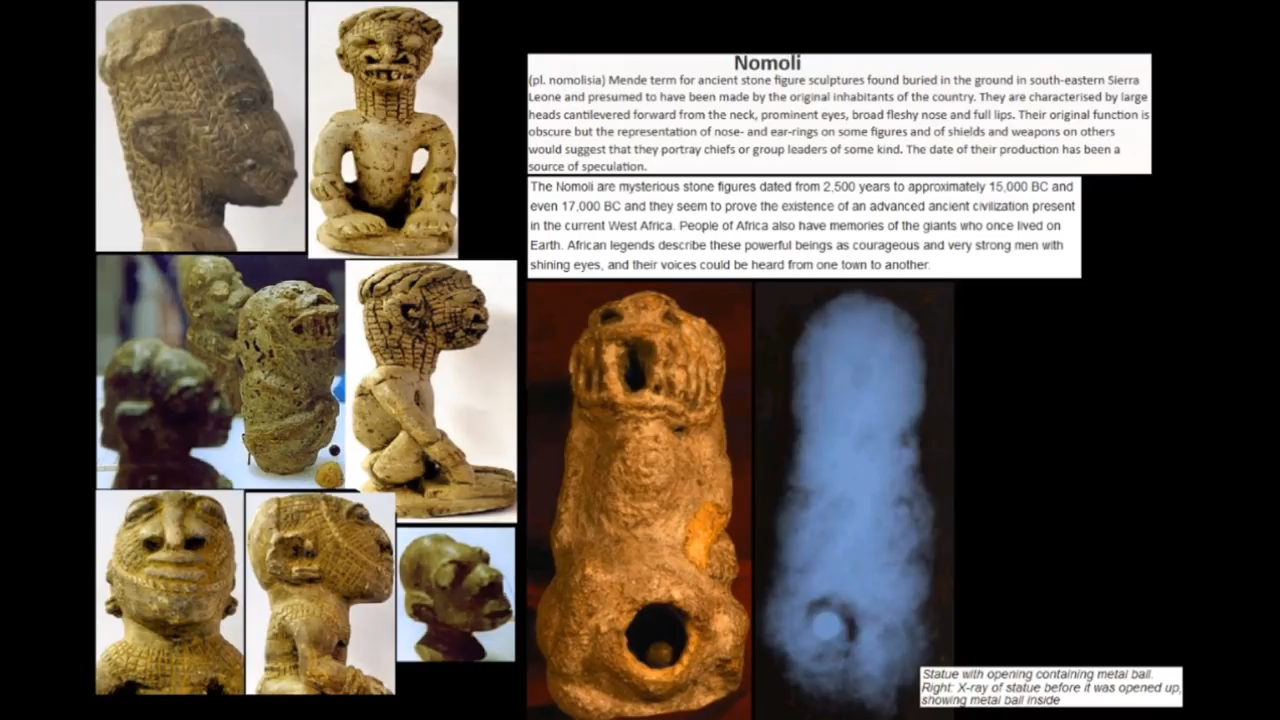 Nomoli
(pl. nomolisia) Mende term for ancient stone figure sculptures found buried in the ground in south-eastern Sierra
Leone and presumed to have been made by the original inhabitants of the country. They are characterised by large
heads cantilevered forward from the neck, prominent eyes, broad fleshy nose and full lips. Their original function is
obscure but the representation of nose- and ear-rings on some figures and of shields and weapons on others
would suggest that they portray chiefs or group leaders of some kind. The date of their production has been a
source of speculation.
The Nomoli are mysterious stone figures dated from 2,500 years to approximately 15,000 BC and
even 17,000 BC and they seem to prove the existence of an advanced ancient civilization present
in the current West Africa. People of Africa also have memories of the giants who once lived on
Earth. African legends describe these powerful beings as courageous and very strong men with
shining eyes, and their voices could be heard from one town to another.
Statue with opening containing metal ball.
Right: X-ray of statue before it was opened up,
showing metal ball inside